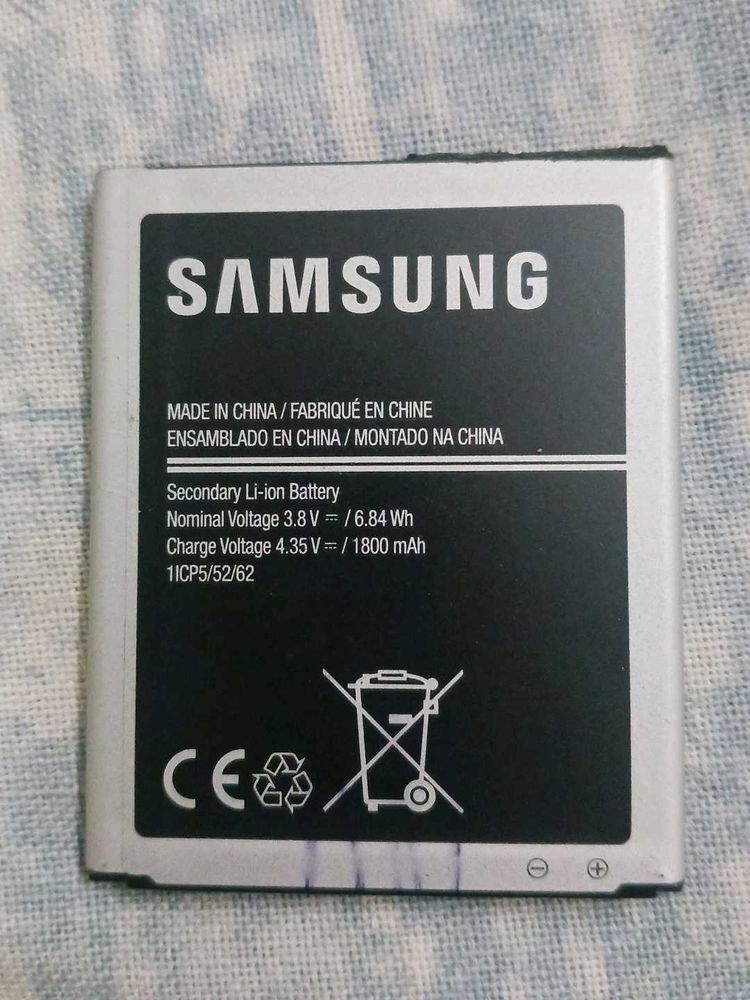 SAMSUNG
MADE IN CHINA / FABRIQUÉ EN CHINE
ENSAMBLADO EN CHINA / MONTADO NA CHINA
Secondary Li-ion Battery
Nominal Voltage 3.8 V ⎓ / 6.84 Wh
Charge Voltage 4.35 V ⎓ / 1800 mAh
1ICP5/52/62
CE
⊖ ⊕